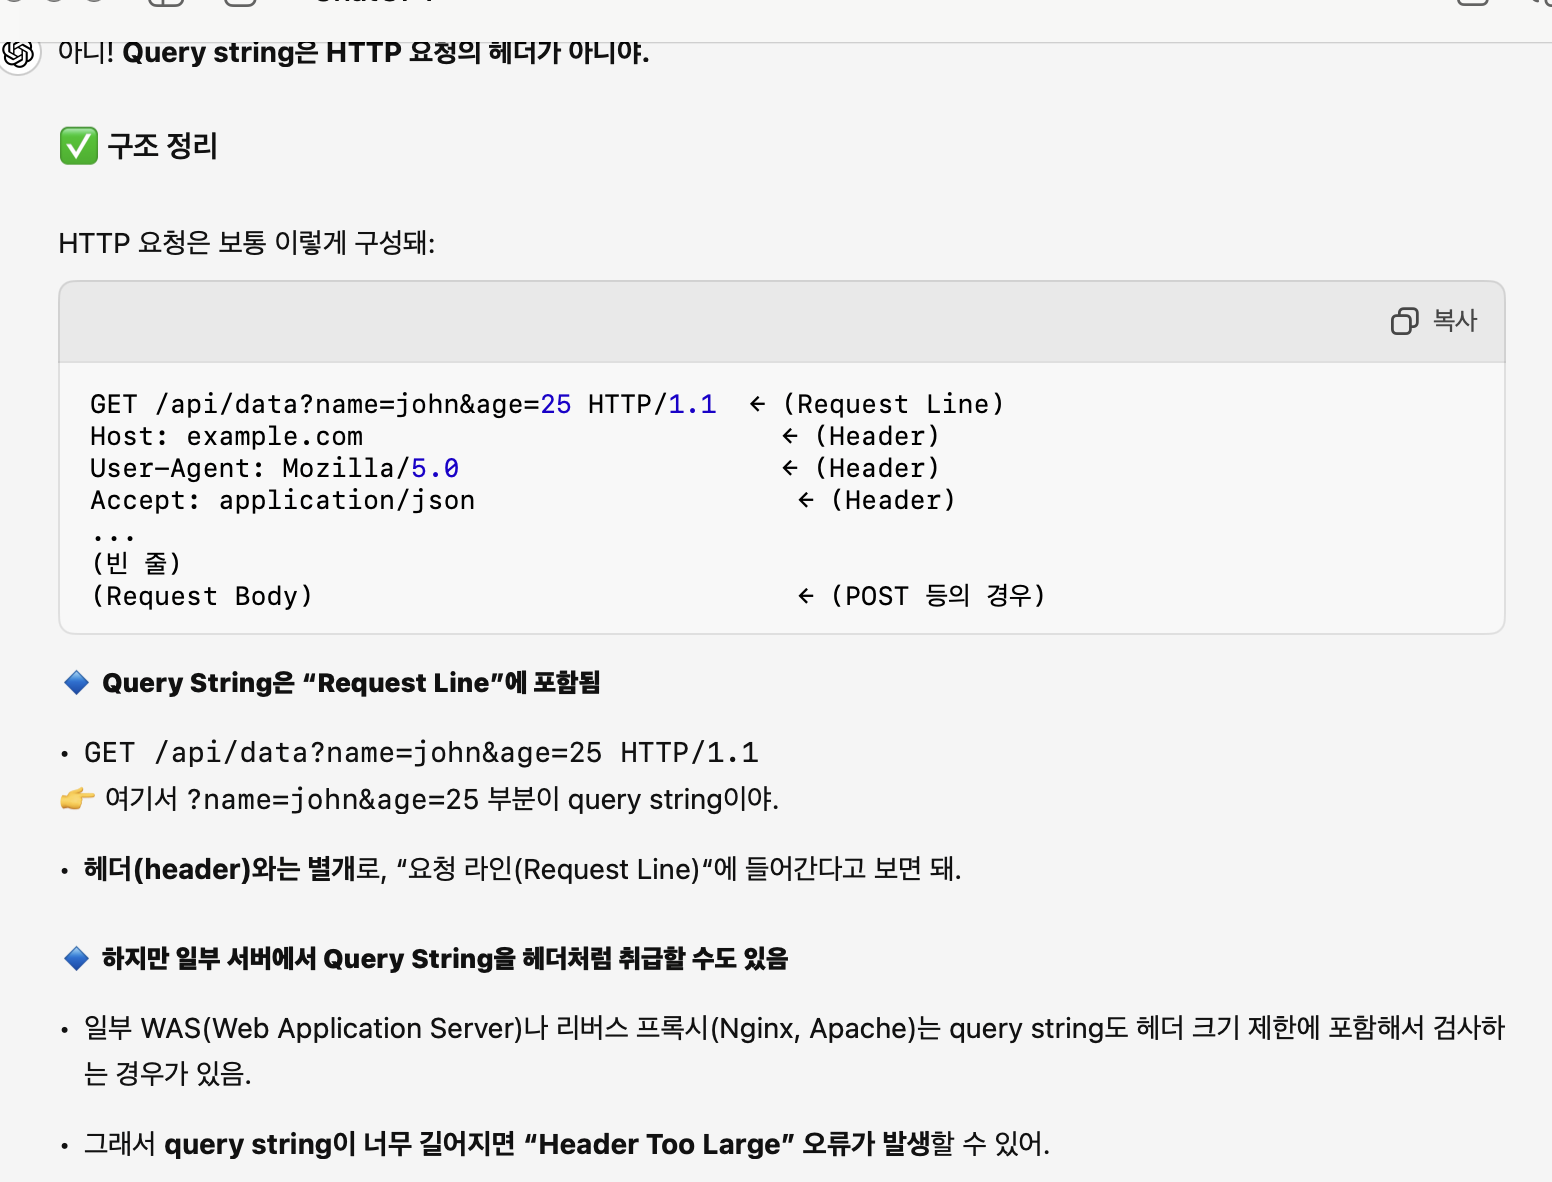 아니! Query string은 HTTP 요청의 헤더가 아니야.
✅ 구조 정리
HTTP 요청은 보통 이렇게 구성돼:
복사
GET /api/data?name=john&age=25 HTTP/1.1 ← (Request Line)
Host: example.com ← (Header)
User-Agent: Mozilla/5.0 ← (Header)
Accept: application/json ← (Header)
...
(빈 줄)
(Request Body) ← (POST 등의 경우)
🔹 Query String은 “Request Line”에 포함됨
• GET /api/data?name=john&age=25 HTTP/1.1
👉 여기서 ?name=john&age=25 부분이 query string이야.
• 헤더(header)와는 별개로, “요청 라인(Request Line)“에 들어간다고 보면 돼.
🔹 하지만 일부 서버에서 Query String을 헤더처럼 취급할 수도 있음
• 일부 WAS(Web Application Server)나 리버스 프록시(Nginx, Apache)는 query string도 헤더 크기 제한에 포함해서 검사하
는 경우가 있음.
• 그래서 query string이 너무 길어지면 “Header Too Large” 오류가 발생할 수 있어.